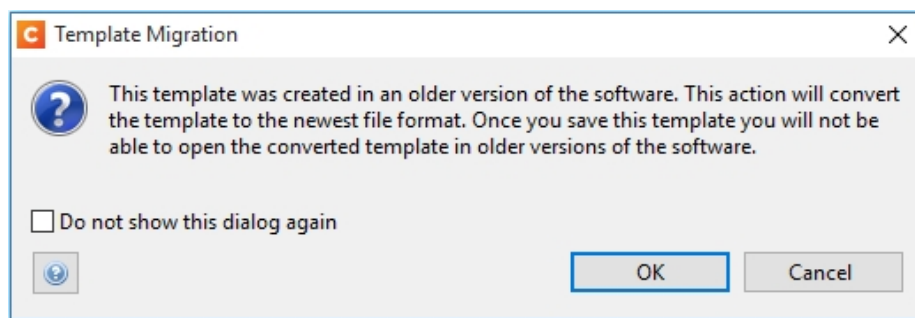 C Template Migration
This template was created in an older version of the software. This action will convert
the template to the newest file format. Once you save this template you will not be
able to open the converted template in older versions of the software.
Do not show this dialog again
OK Cancel